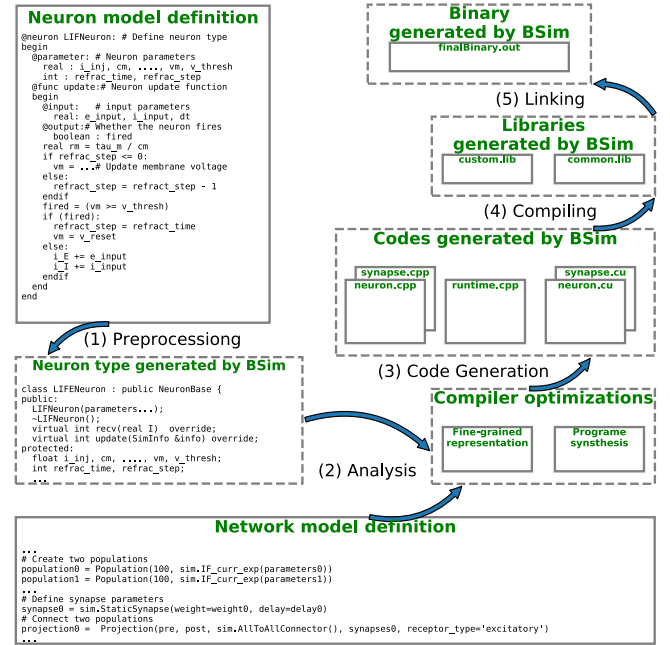 Neuron model definition
@neuron LIFNeuron: # Define neuron type
begin
@parameter: # Neuron parameters
real : i_inj, cm, ...., vm, v_thresh
int : refrac_time, refrac_step
@func update:# Neuron update function
begin
@input:   # input parameters
real: e_input, i_input, dt
@output:# Whether the neuron fires
boolean : fired
real rm = tau_m / cm
if refrac_step <= 0:
vm = ...# Update membrane voltage
else:
refract_step = refract_step - 1
endif
fired = (vm >= v_thresh)
if (fired):
refract_step = refract_time
vm = v_reset
else:
i_E += e_input
i_I += i_input
endif
end
end
(1) Preprocessiong
Neuron type generated by BSim
class LIFENeuron : public NeuronBase {
public:
LIFNeuron(parameters...);
~LIFNeuron();
virtual int recv(real I)  override;
virtual int update(SimInfo &info) override;
protected:
float i_inj, cm, ...., vm, v_thresh;
int refrac_time, refrac_step;
...
Binary
generated by BSim
finalBinary.out
(5) Linking
Libraries
generated by BSim
custom.lib
common.lib
(4) Compiling
Codes generated by BSim
synapse.cpp
neuron.cpp
runtime.cpp
synapse.cu
neuron.cu
(3) Code Generation
Compiler optimizations
Fine-grained
representation
Programe
synsthesis
(2) Analysis
Network model definition
...
# Create two populations
population0 = Population(100, sim.IF_curr_exp(parameters0))
population1 = Population(100, sim.IF_curr_exp(parameters1))
...
# Define synapse parameters
synapse0 = sim.StaticSynapse(weight=weight0, delay=delay0)
# Connect two populations
projection0 =  Projection(pre, post, sim.AllToAllConnector(), synapses0, receptor_type='excitatory')
...